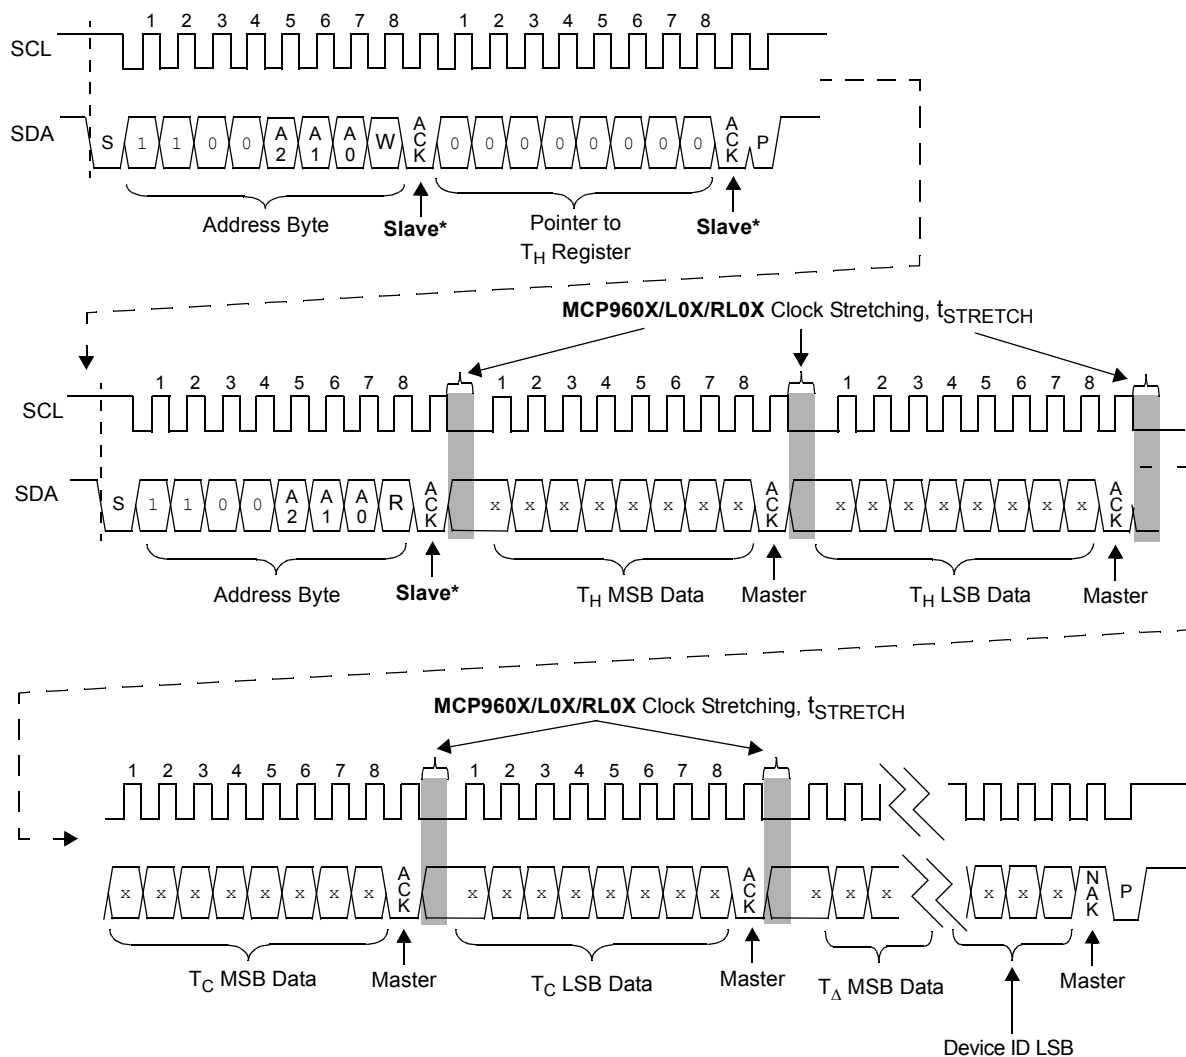 1 2 3 4 5 6 7 8 1 2 3 4 5 6 7 8
SCL
SDA
S 1 1 0 0 A2 A1 A0 W ACK 0 0 0 0 0 0 0 0 ACK P
Address Byte
Slave*
Pointer to
TH Register
Slave*
MCP960X/L0X/RL0X Clock Stretching, tSTRETCH
1 2 3 4 5 6 7 8 1 2 3 4 5 6 7 8 1 2 3 4 5 6 7 8
SCL
SDA
S 1 1 0 0 A2 A1 A0 R ACK x x x x x x x x ACK x x x x x x x x ACK
Address Byte
Slave*
TH MSB Data
Master
TH LSB Data
Master
MCP960X/L0X/RL0X Clock Stretching, tSTRETCH
1 2 3 4 5 6 7 8 1 2 3 4 5 6 7 8
x x x x x x x x ACK x x x x x x x x ACK x x x x x x NAK P
TC MSB Data
Master
TC LSB Data
Master
TΔ MSB Data
Master
Device ID LSB